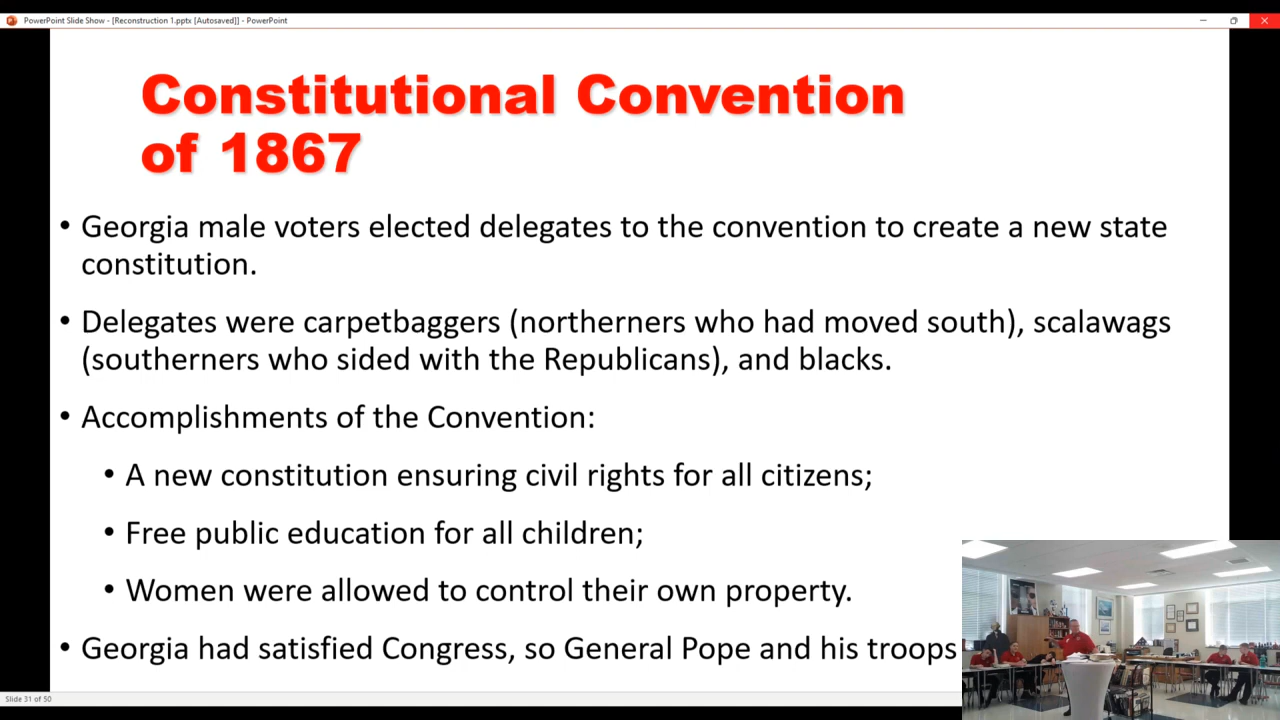 PowerPoint Slide Show - [Reconstruction 1.pptx [Autosaved]] - PowerPoint
Constitutional Convention
of 1867
• Georgia male voters elected delegates to the convention to create a new state
constitution.
• Delegates were carpetbaggers (northerners who had moved south), scalawags
(southerners who sided with the Republicans), and blacks.
• Accomplishments of the Convention:
• A new constitution ensuring civil rights for all citizens;
• Free public education for all children;
• Women were allowed to control their own property.
• Georgia had satisfied Congress, so General Pope and his troops
Slide 31 of 50